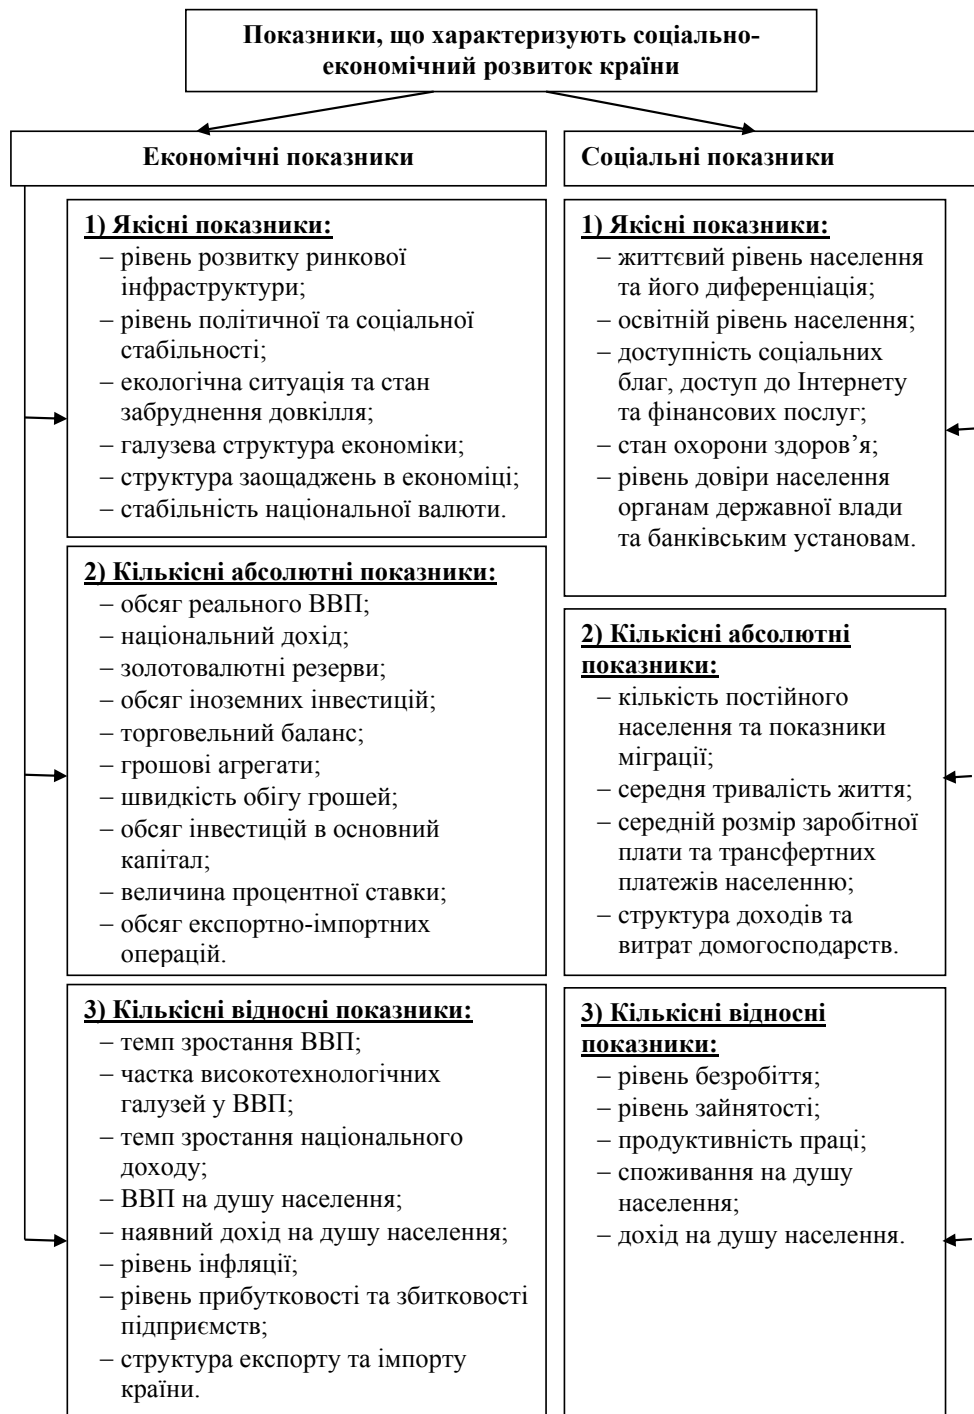 Показники, що характеризують соціально-
економічний розвиток країни
Економічні показники
1) Якісні показники:
– рівень розвитку ринкової
інфраструктури;
– рівень політичної та соціальної
стабільності;
– екологічна ситуація та стан
забруднення довкілля;
– галузева структура економіки;
– структура заощаджень в економіці;
– стабільність національної валюти.
2) Кількісні абсолютні показники:
– обсяг реального ВВП;
– національний дохід;
– золотовалютні резерви;
– обсяг іноземних інвестицій;
– торговельний баланс;
– грошові агрегати;
– швидкість обігу грошей;
– обсяг інвестицій в основний
капітал;
– величина процентної ставки;
– обсяг експортно-імпортних
операцій.
3) Кількісні відносні показники:
– темп зростання ВВП;
– частка високотехнологічних
галузей у ВВП;
– темп зростання національного
доходу;
– ВВП на душу населення;
– наявний дохід на душу населення;
– рівень інфляції;
– рівень прибутковості та збитковості
підприємств;
– структура експорту та імпорту
країни.
Соціальні показники
1) Якісні показники:
– життєвий рівень населення
та його диференціація;
– освітній рівень населення;
– доступність соціальних
благ, доступ до Інтернету
та фінансових послуг;
– стан охорони здоров’я;
– рівень довіри населення
органам державної влади
та банківським установам.
2) Кількісні абсолютні
показники:
– кількість постійного
населення та показники
міграції;
– середня тривалість життя;
– середній розмір заробітної
плати та трансфертних
платежів населенню;
– структура доходів та
витрат домогосподарств.
3) Кількісні відносні
показники:
– рівень безробіття;
– рівень зайнятості;
– продуктивність праці;
– споживання на душу
населення;
– дохід на душу населення.